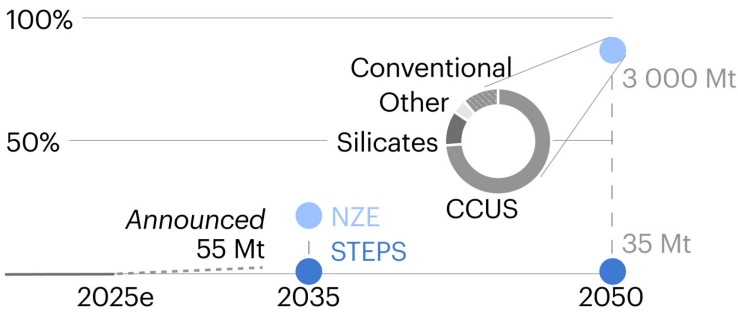 100%
Conventional
3 000 Mt
Other
50%
Silicates
CCUS
Announced
NZE
55 Mt
STEPS
35 Mt
2025e
2035
2050